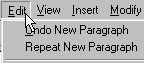 Edit View Insert Modify
Undo New Paragraph
Repeat New Paragraph